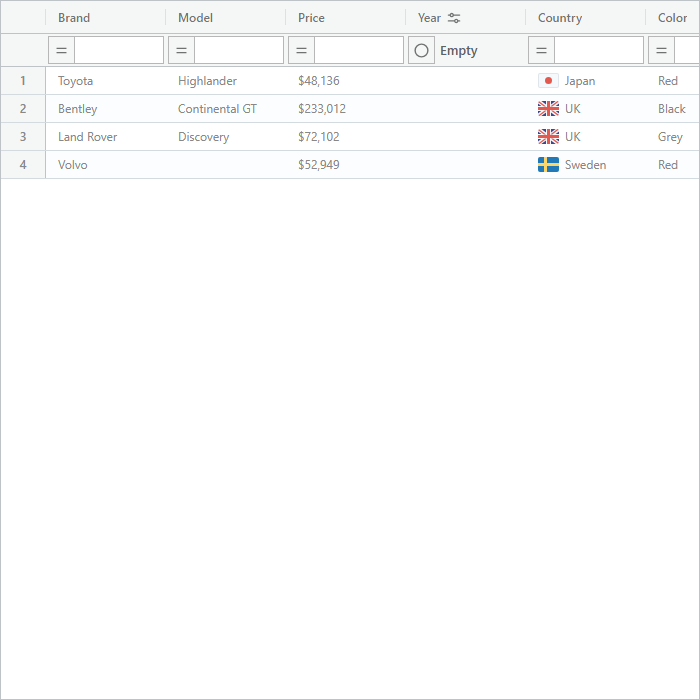 Brand Model Price Year Country Color
= = = Empty = =
1 Toyota Highlander $48,136 Japan Red
2 Bentley Continental GT $233,012 UK Black
3 Land Rover Discovery $72,102 UK Grey
4 Volvo $52,949 Sweden Red